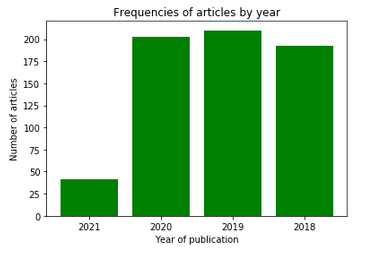 Frequencies of articles by year
Number of articles
200
175
150
125
100
75
50
25
0
2021 2020 2019 2018
Year of publication